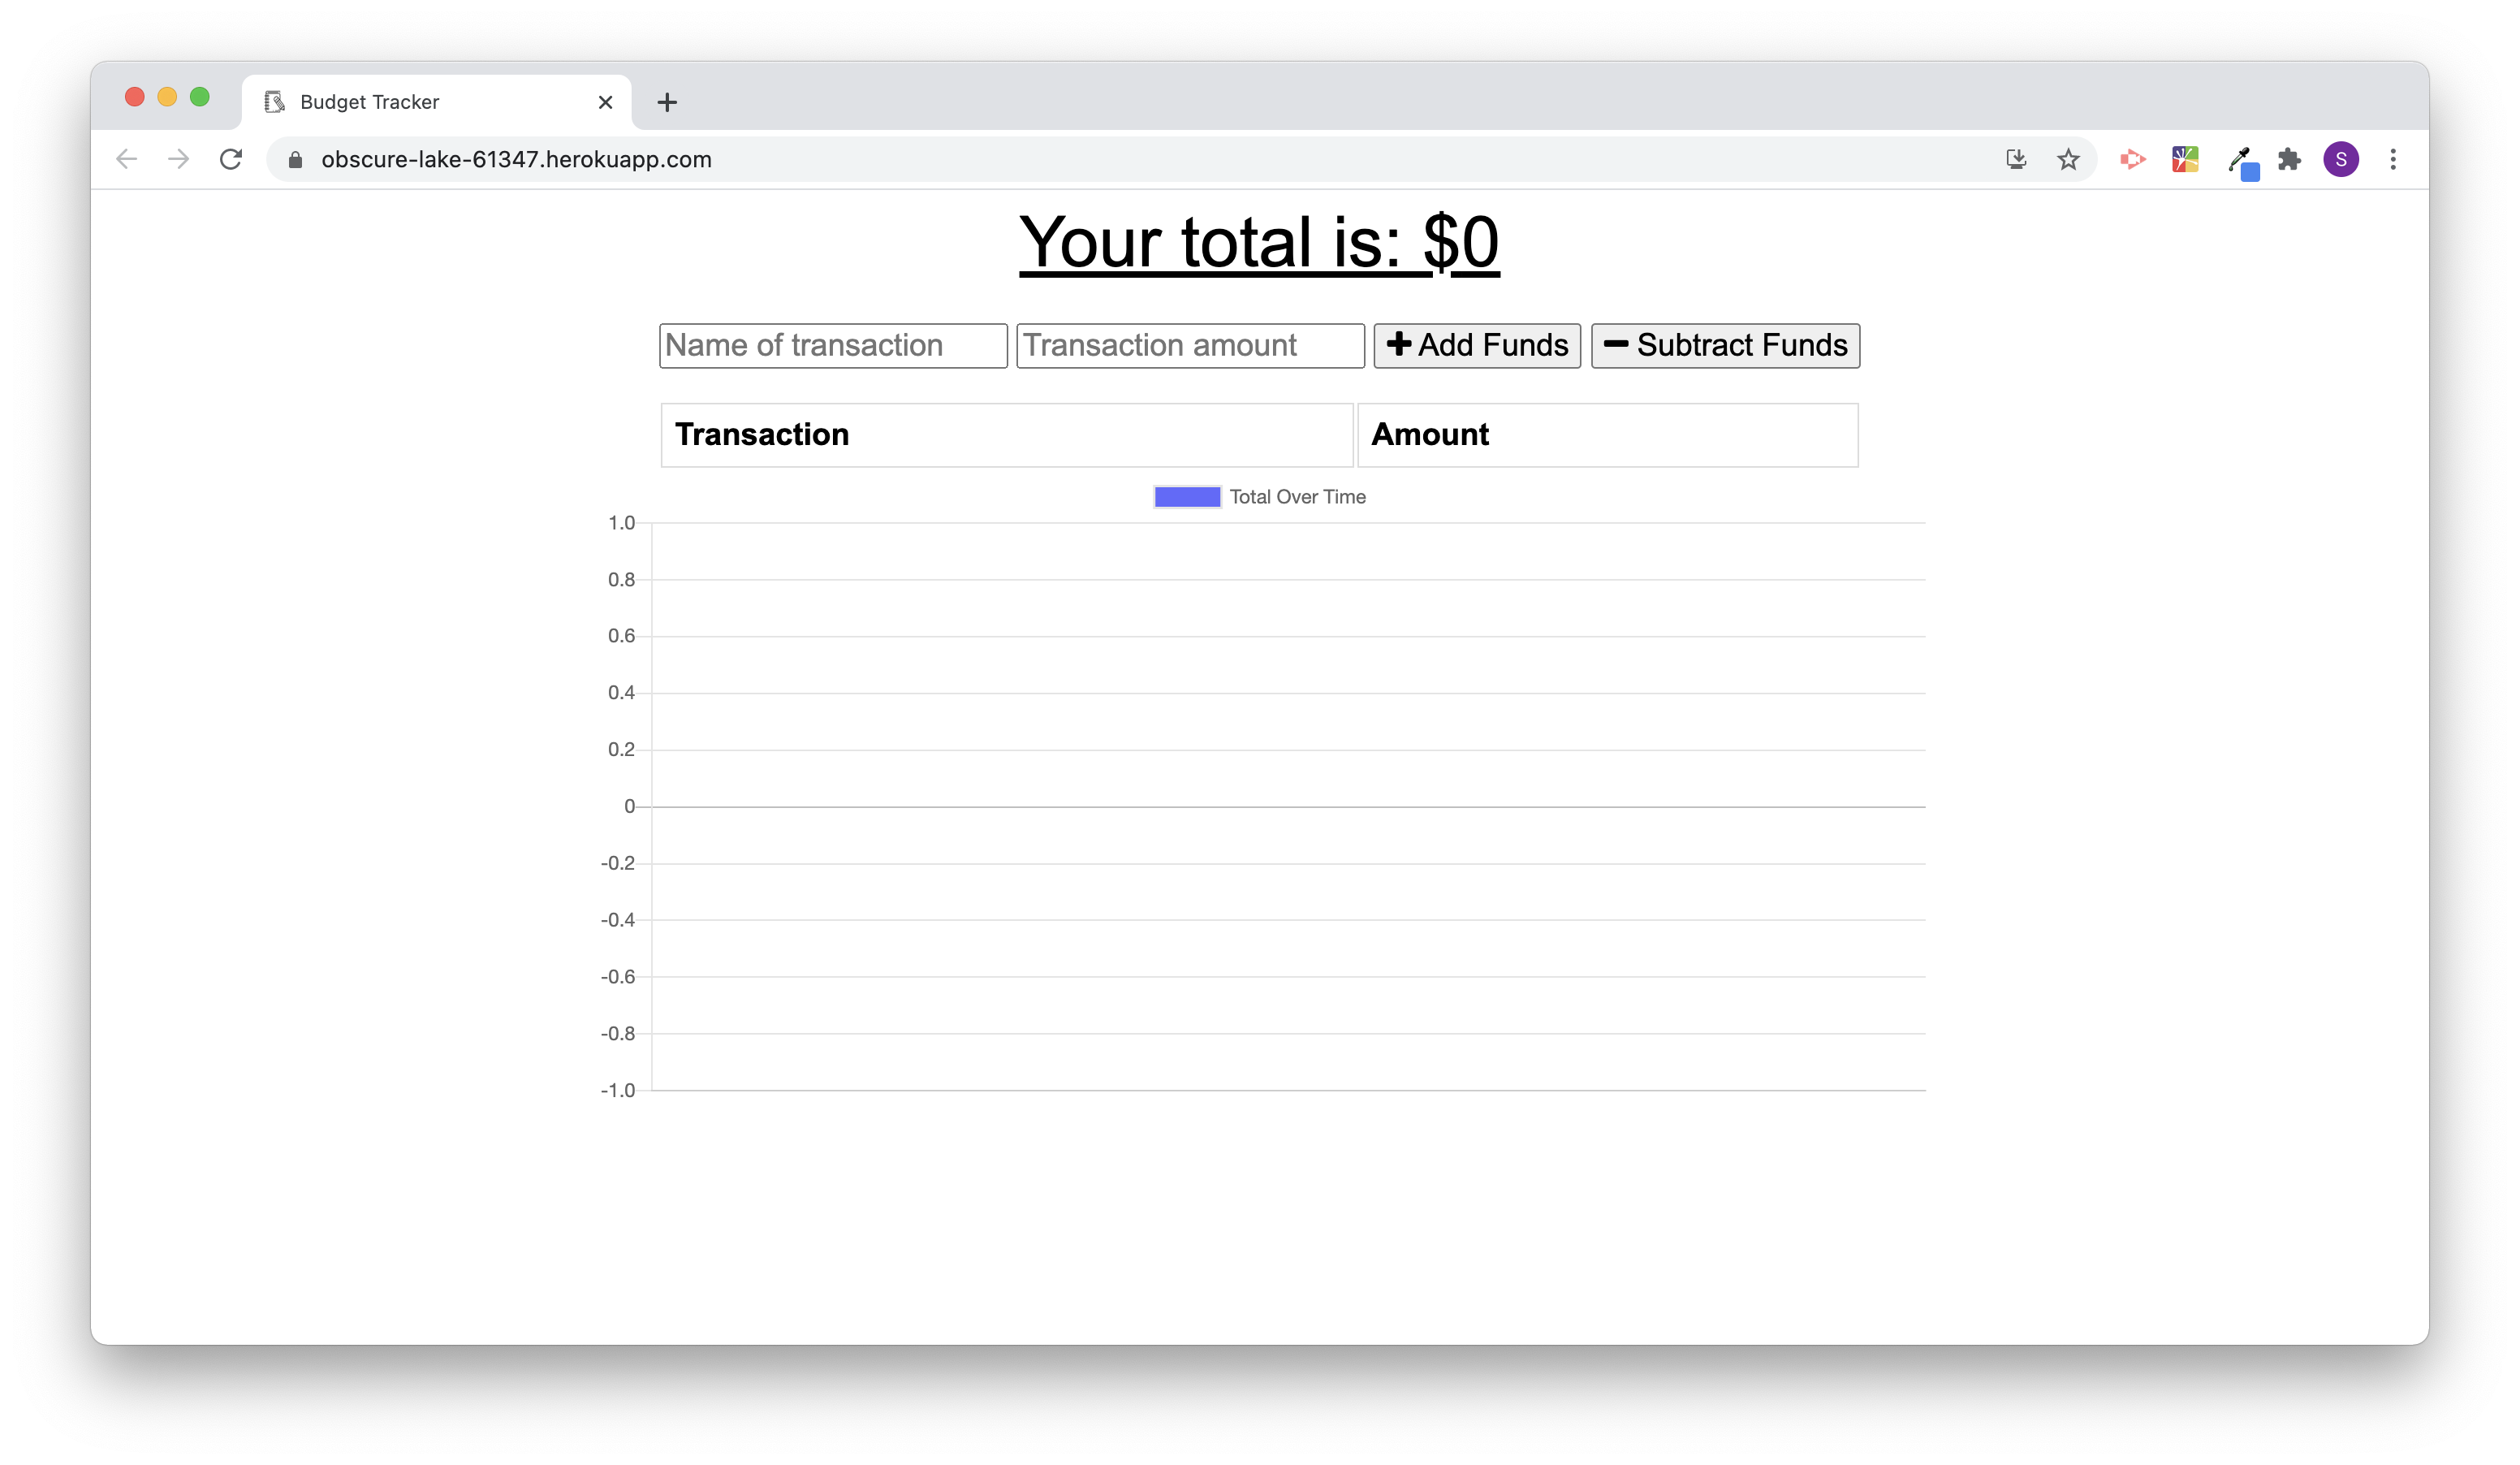 Budget Tracker
obscure-lake-61347.herokuapp.com
S
Your total is: $0
Name of transaction Transaction amount Add Funds Subtract Funds
Transaction Amount
Total Over Time
1.0
0.8
0.6
0.4
0.2
0
-0.2
-0.4
-0.6
-0.8
-1.0